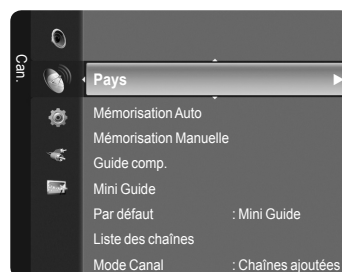 Can.
Pays
Mémorisation Auto
Mémorisation Manuelle
Guide comp.
Mini Guide
Par défaut : Mini Guide
Liste des chaînes
Mode Canal : Chaînes ajoutées